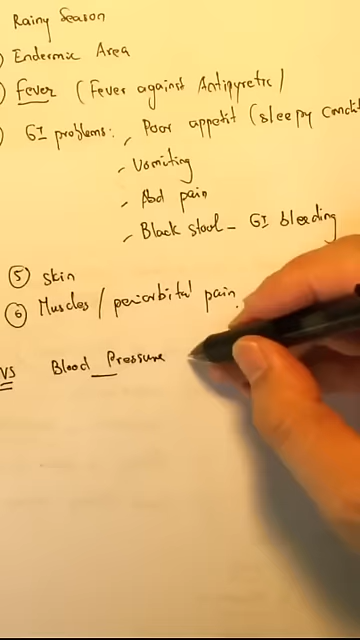 Rainy Season
) Endermic Area
) Fever (Fever against Antipyretic)
) GI problems: Poor appetit (sleepy
Vomiting
Abd pain
Black stool - GI bleeding
⑤ skin
⑥ Muscles / periorbital pain
VS Blood Pressure